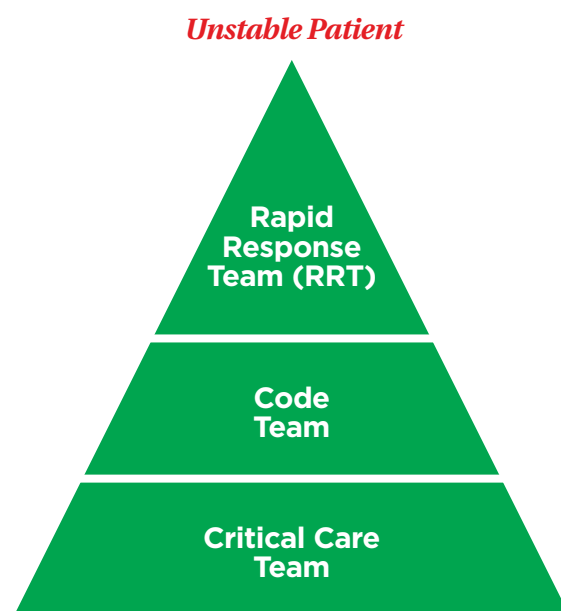 Unstable Patient
Rapid
Response
Team (RRT)
Code
Team
Critical Care
Team